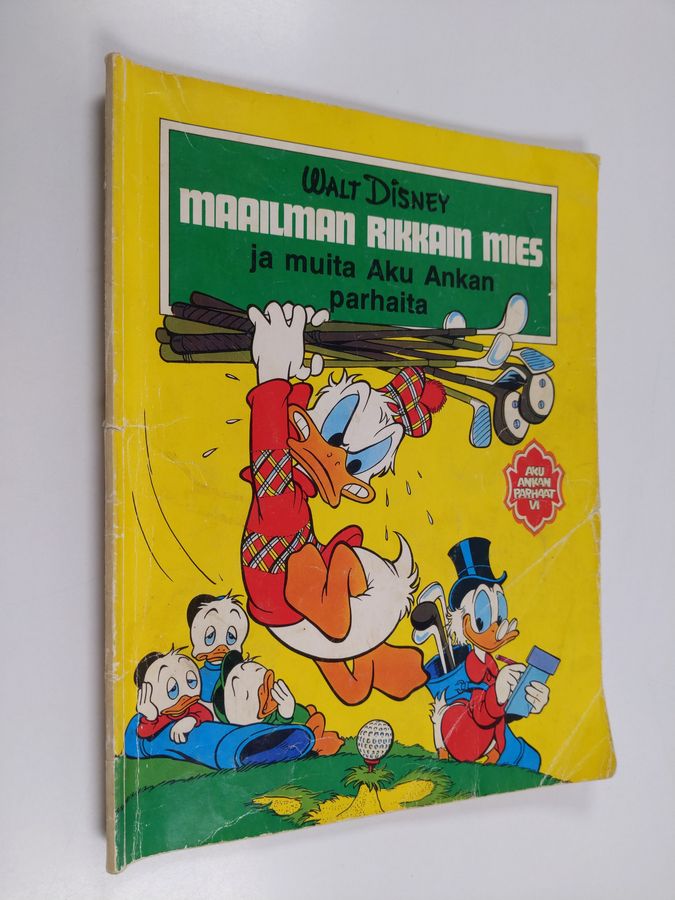 WALT DISNEY
MAAILMAN RIKKAIN MIES
ja muita Aku Ankan
parhaita
AKU
ANKAN
PARHAAT
VI